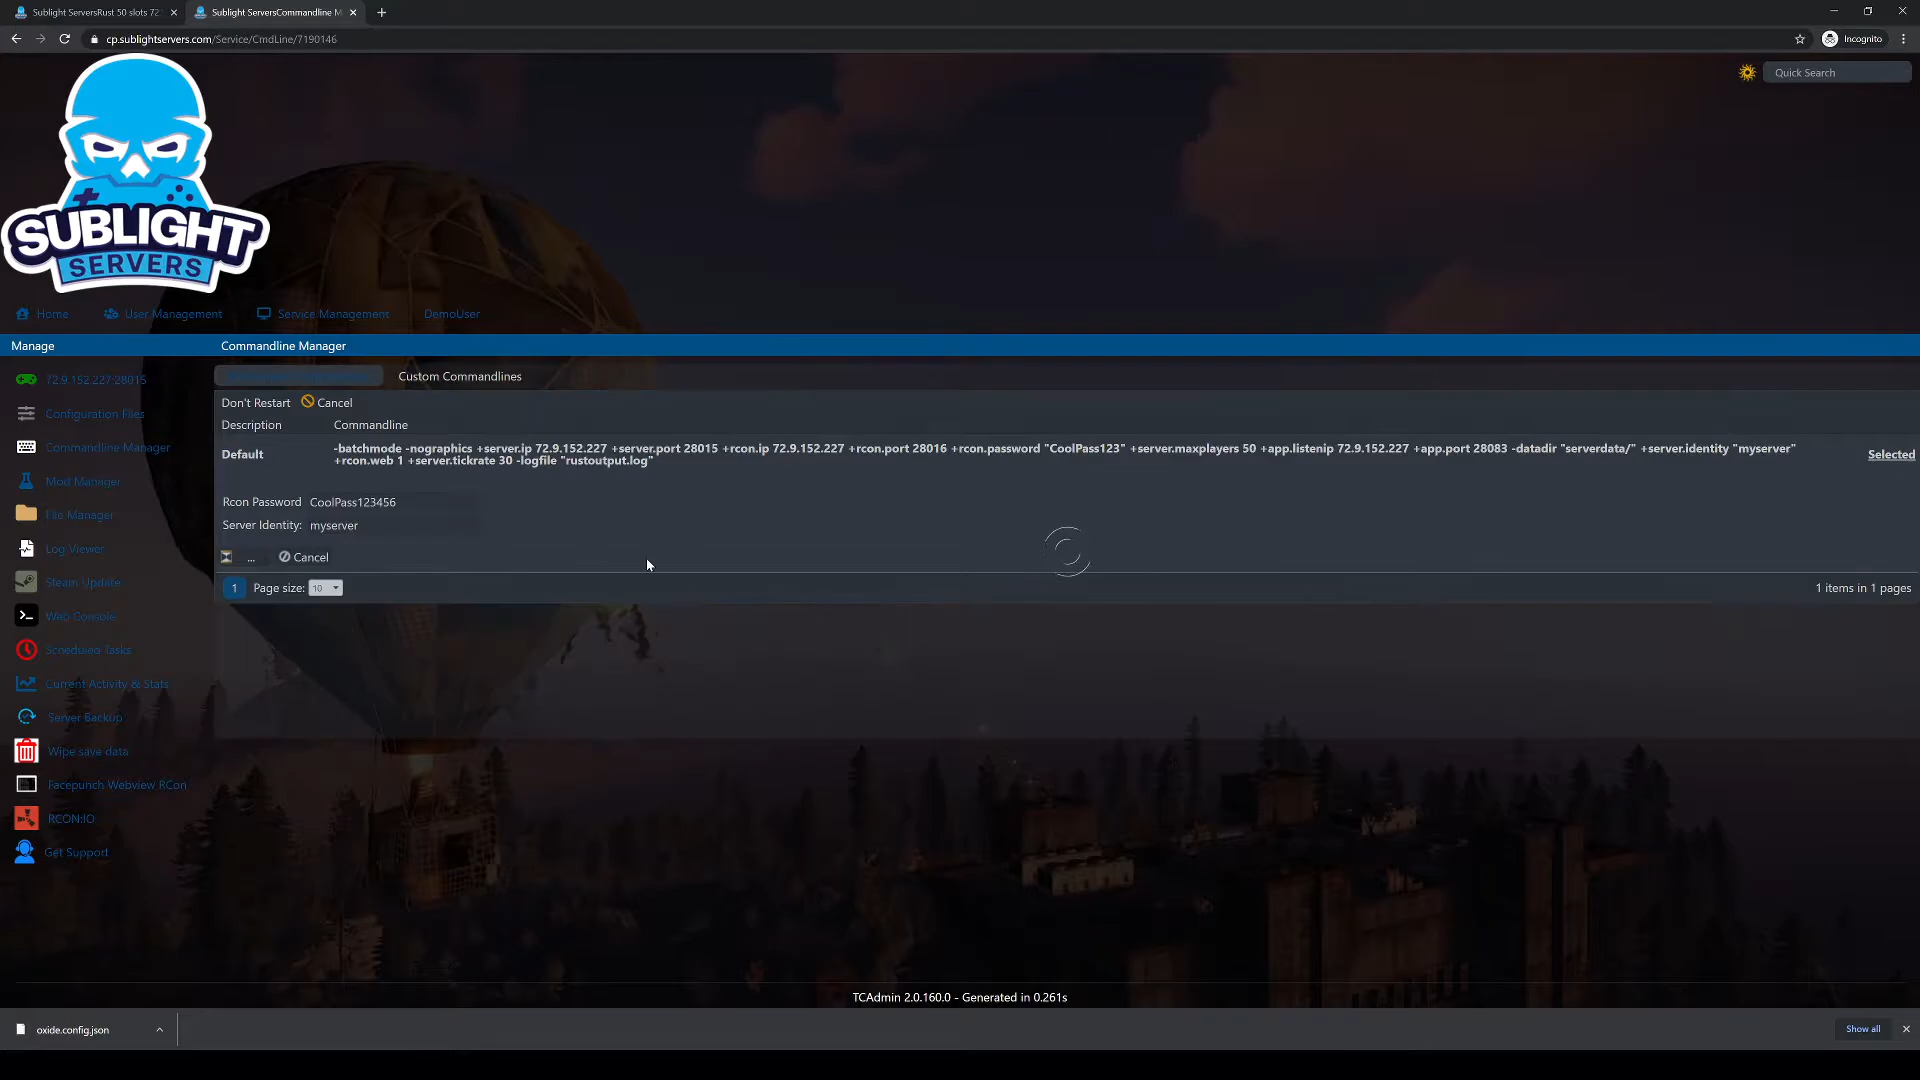 Sublight ServersRust 50 slots 72
Sublight ServersCommandline M
cp.sublightservers.com/Service/CmdLine/7190146
Incognito
Quick Search
SUBLIGHT
SERVERS
Home
User Management
Service Management
DemoUser
Manage
Commandline Manager
72.9.152.227:28015
Custom Commandlines
Don't Restart
Cancel
Configuration Files
Description
Commandline
Commandline Manager
Default
-batchmode -nographics +server.ip 72.9.152.227 +server.port 28015 +rcon.ip 72.9.152.227 +rcon.port 28016 +rcon.password "CoolPass123" +server.maxplayers 50 +app.listenip 72.9.152.227 +app.port 28083 -datadir "serverdata/" +server.identity "myserver"
+rcon.web 1 +server.tickrate 30 -logfile "rustoutput.log"
Selected
Mod Manager
Rcon Password
CoolPass123456
File Manager
Server Identity:
myserver
Log Viewer
...
Cancel
Steam Update
1
Page size:
10
1 items in 1 pages
Web Console
Scheduled Tasks
Current Activity & Stats
Server Backup
Wipe save data
Facepunch Webview RCon
RCON:IO
Get Support
TCAdmin 2.0.160.0 - Generated in 0.261s
oxide.config.json
Show all